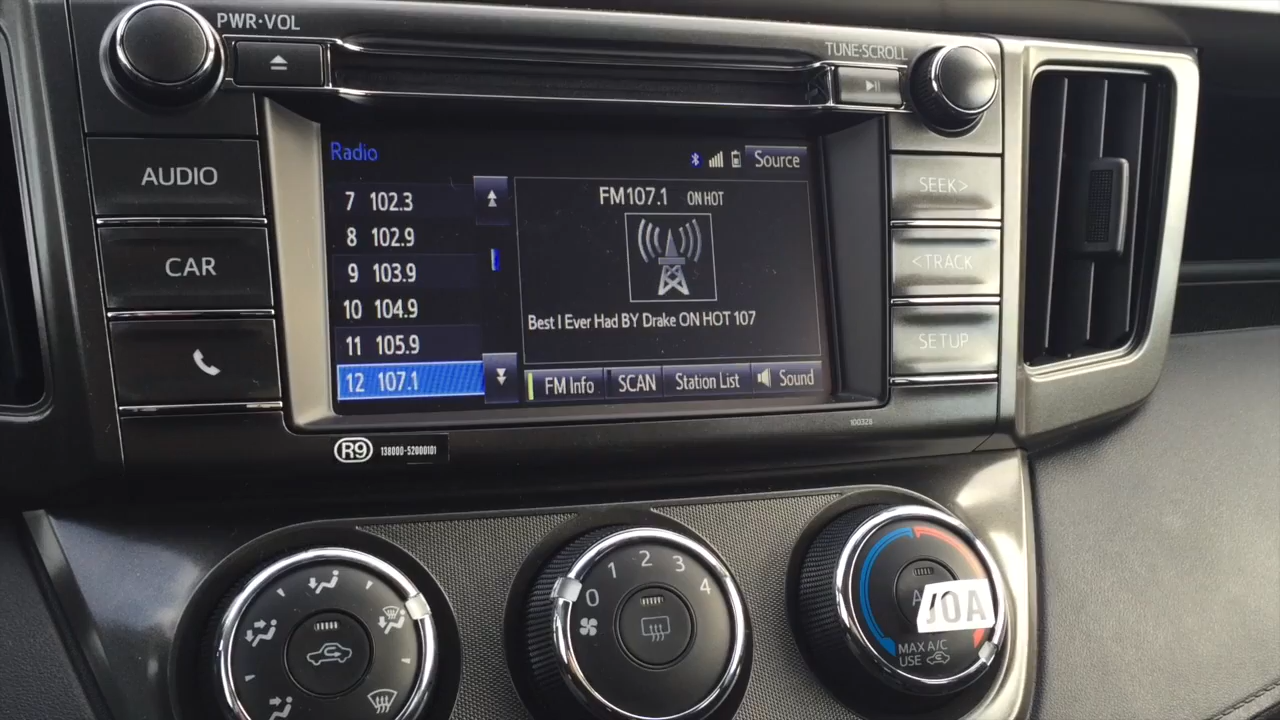 PWR·VOL
TUNE·SCROLL
AUDIO
CAR
Radio
Source
7 102.3
8 102.9
9 103.9
10 104.9
11 105.9
12 107.1
FM107.1 ON HOT
Best I Ever Had BY Drake ON HOT 107
FM Info
SCAN
Station List
Sound
SEEK>
<TRACK
SETUP
R9 138000-52000101
100328
0 1 2 3 4
A
JOA
MAX A/C
USE